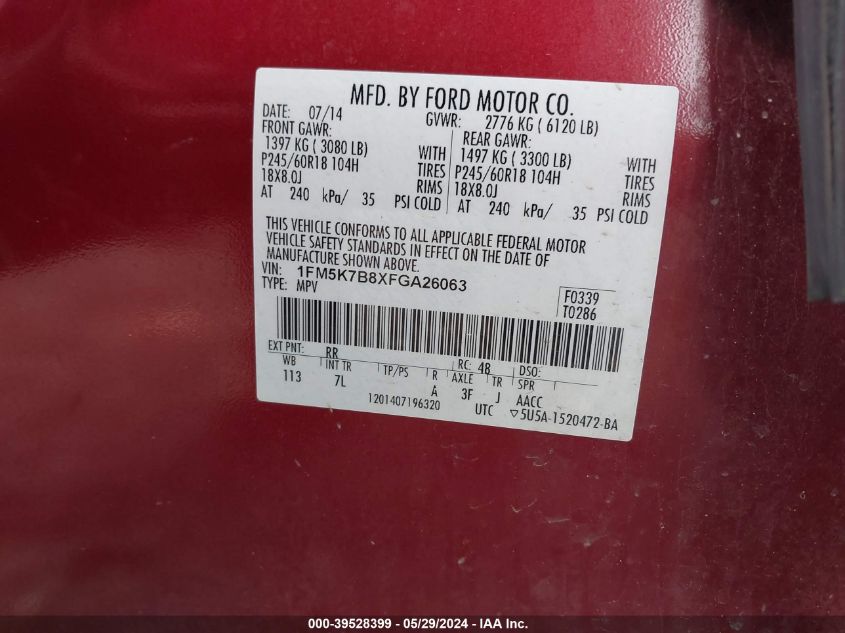 MFD. BY FORD MOTOR CO.
DATE: 07/14 GVWR: 2776 KG ( 6120 LB)
FRONT GAWR: REAR GAWR:
1397 KG ( 3080 LB) WITH 1497 KG ( 3300 LB) WITH
P245/60R18 104H TIRES P245/60R18 104H TIRES
18X8.0J RIMS 18X8.0J RIMS
AT 240 kPa/ 35 PSI COLD AT 240 kPa/ 35 PSI COLD
THIS VEHICLE CONFORMS TO ALL APPLICABLE FEDERAL MOTOR
VEHICLE SAFETY STANDARDS IN EFFECT ON THE DATE OF
MANUFACTURE SHOWN ABOVE.
VIN: 1FM5K7B8XFGA26063
TYPE: MPV
F0339
T0286
EXT PNT: RR RC: 48 DSO:
WB INT TR TP/PS R AXLE TR SPR
113 7L A 3F J AACC
1201407196320 UTC ▽5U5A-1520472-BA
000-39528399 - 05/29/2024 - IAA Inc.